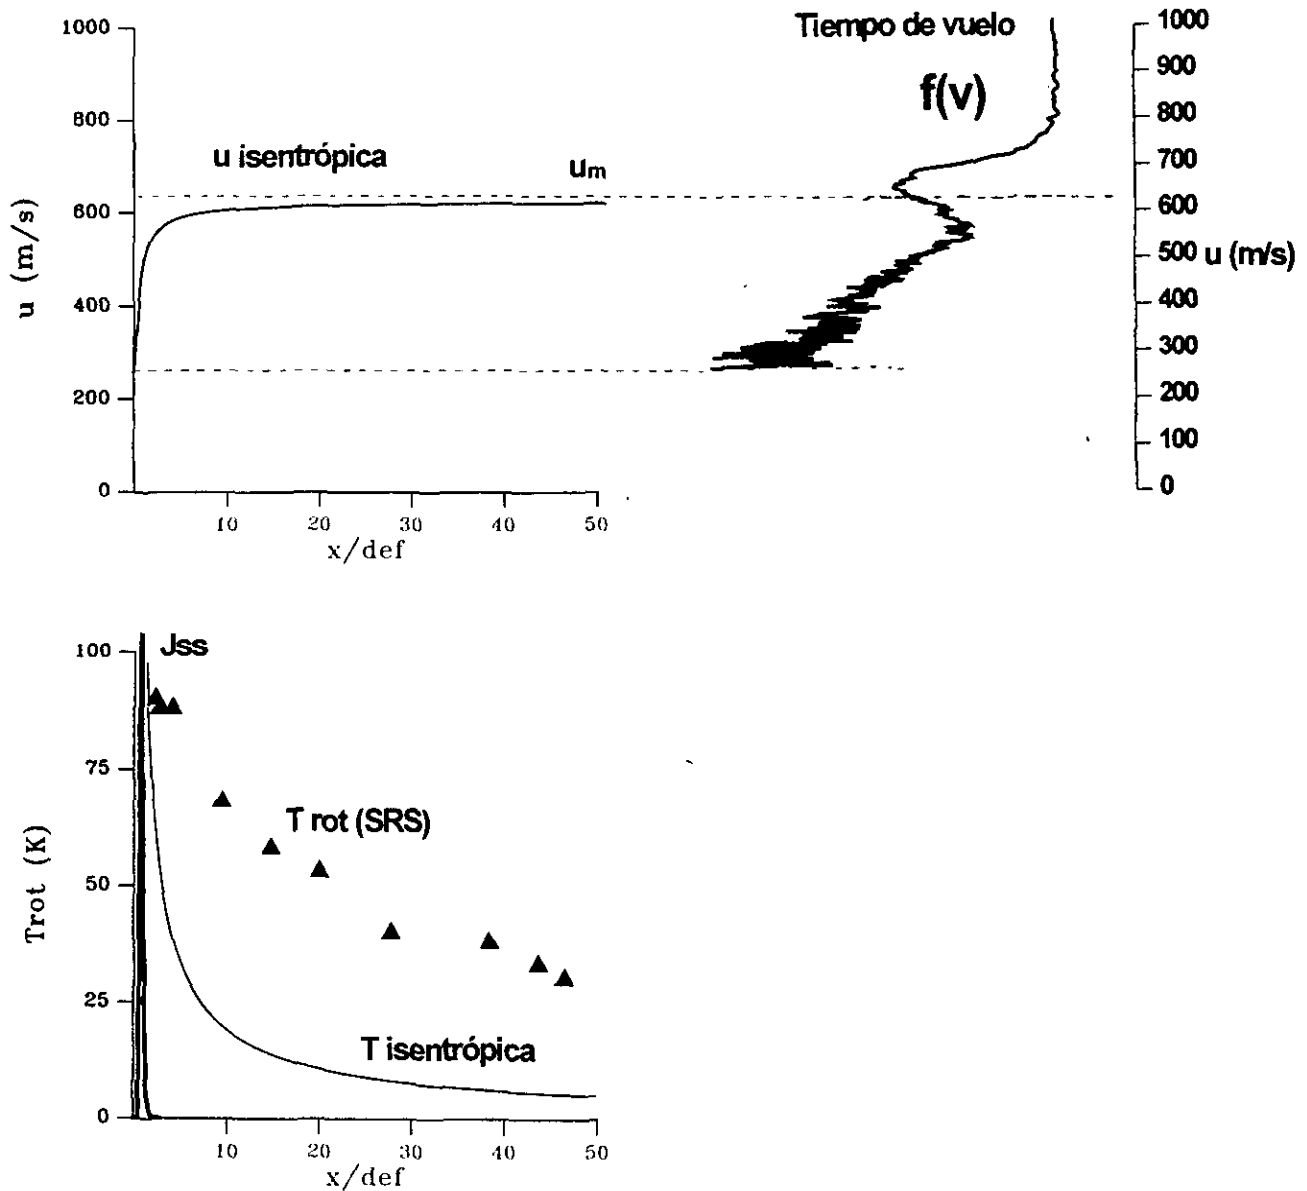 1000
800
600
400
200
0
u (m/s)
u isentrópica
um
10
20
30
40
50
x/def
Tiempo de vuelo
f(v)
1000
900
800
700
600
500
400
300
200
100
0
u (m/s)
100
75
50
25
0
Trot (K)
Jss
T rot (SRS)
T isentrópica
10
20
30
40
50
x/def